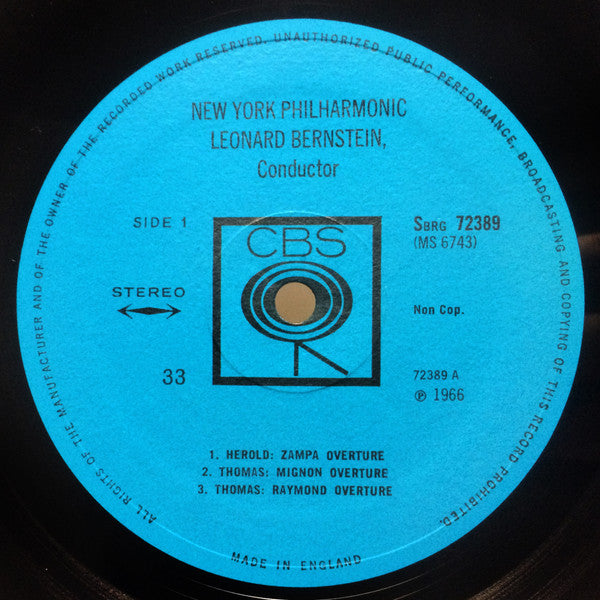 ALL RIGHTS OF THE MANUFACTURER AND OF THE OWNER OF THE RECORDED WORK RESERVED. UNAUTHORIZED PUBLIC PERFORMANCE, BROADCASTING AND COPYING OF THIS RECORD PROHIBITED.
NEW YORK PHILHARMONIC
LEONARD BERNSTEIN,
Conductor
SIDE 1
CBS
SBRG 72389
(MS 6743)
STEREO
Non Cop.
33
72389 A
℗ 1966
1. HEROLD: ZAMPA OVERTURE
2. THOMAS: MIGNON OVERTURE
3. THOMAS: RAYMOND OVERTURE
MADE IN ENGLAND